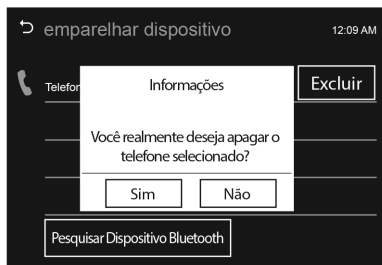 emparelhar dispositivo
12:09 AM
Telefon
Excluir
Informações
Você realmente deseja apagar o
telefone selecionado?
Sim
Não
Pesquisar Dispositivo Bluetooth